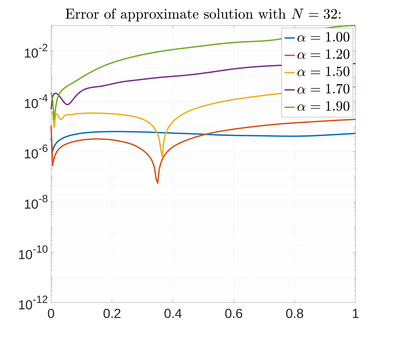 Error of approximate solution with N = 32:
α = 1.00
α = 1.20
α = 1.50
α = 1.70
α = 1.90
10^-2
10^-4
10^-6
10^-8
10^-10
10^-12
0 0.2 0.4 0.6 0.8 1